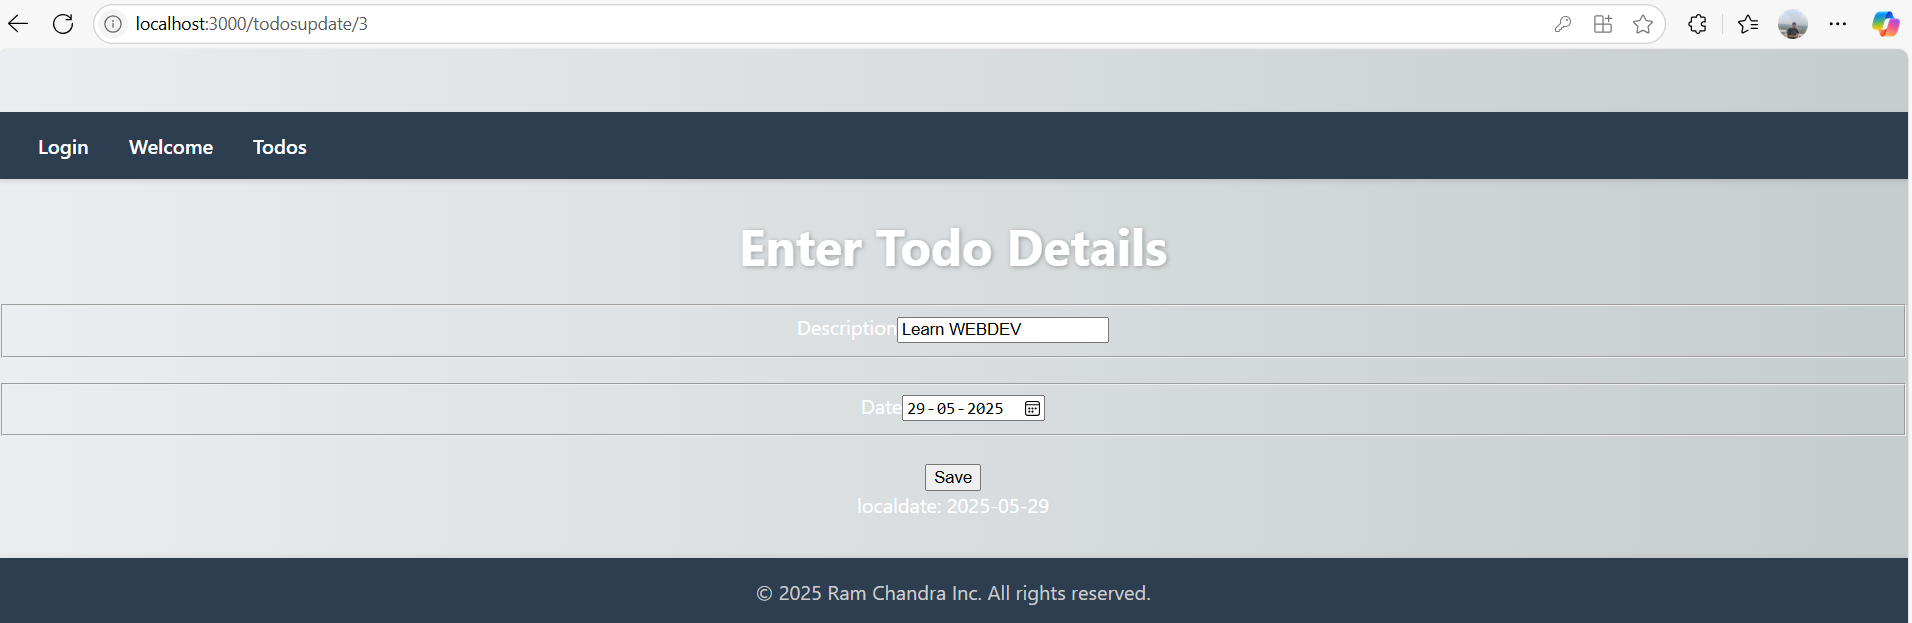 localhost:3000/todosupdate/3
Login Welcome Todos
Enter Todo Details
Description Learn WEBDEV
Date 29-05-2025
Save
localdate: 2025-05-29
© 2025 Ram Chandra Inc. All rights reserved.